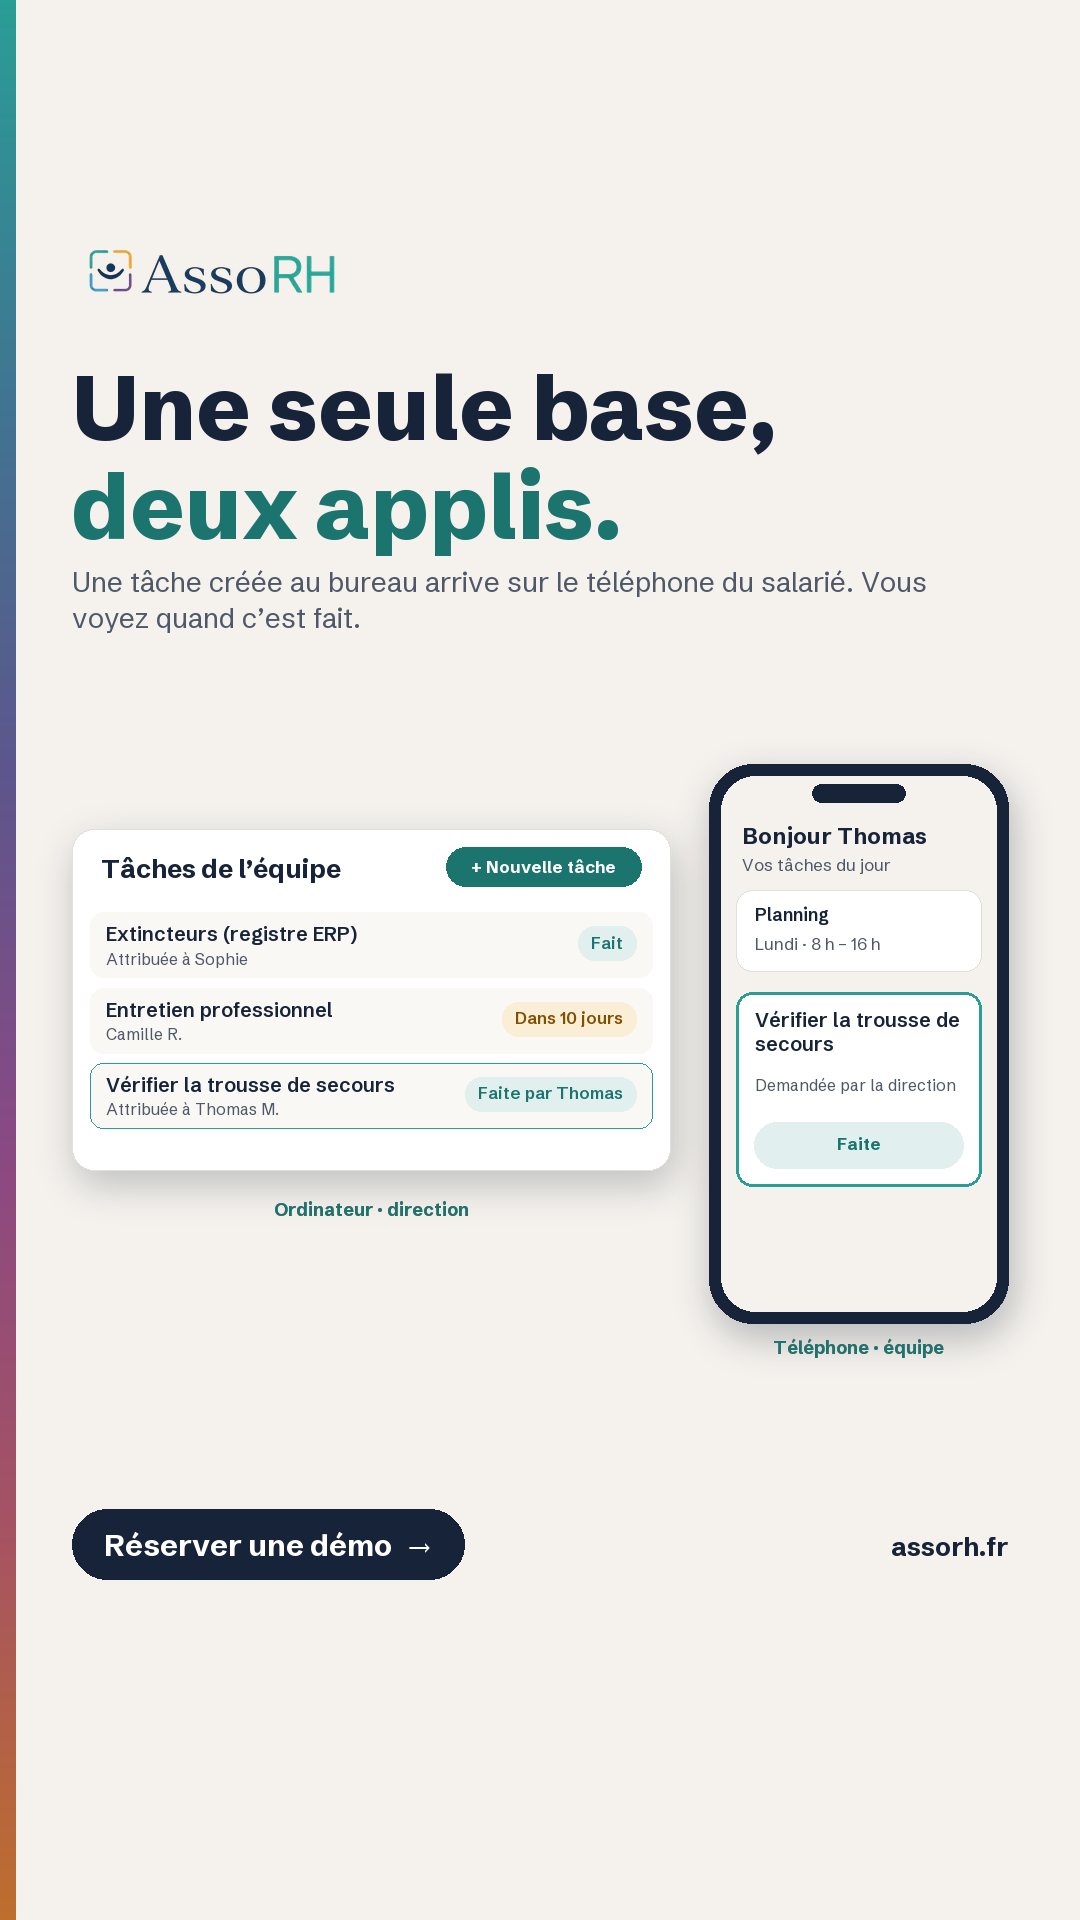 AssoRH
Une seule base,
deux applis.
Une tâche créée au bureau arrive sur le téléphone du salarié. Vous
voyez quand c’est fait.
Tâches de l’équipe
+ Nouvelle tâche
Extincteurs (registre ERP)
Attribuée à Sophie
Fait
Entretien professionnel
Camille R.
Dans 10 jours
Vérifier la trousse de secours
Attribuée à Thomas M.
Faite par Thomas
Ordinateur · direction
Bonjour Thomas
Vos tâches du jour
Planning
Lundi · 8 h – 16 h
Vérifier la trousse de
secours
Demandée par la direction
Faite
Téléphone · équipe
Réserver une démo →
assorh.fr